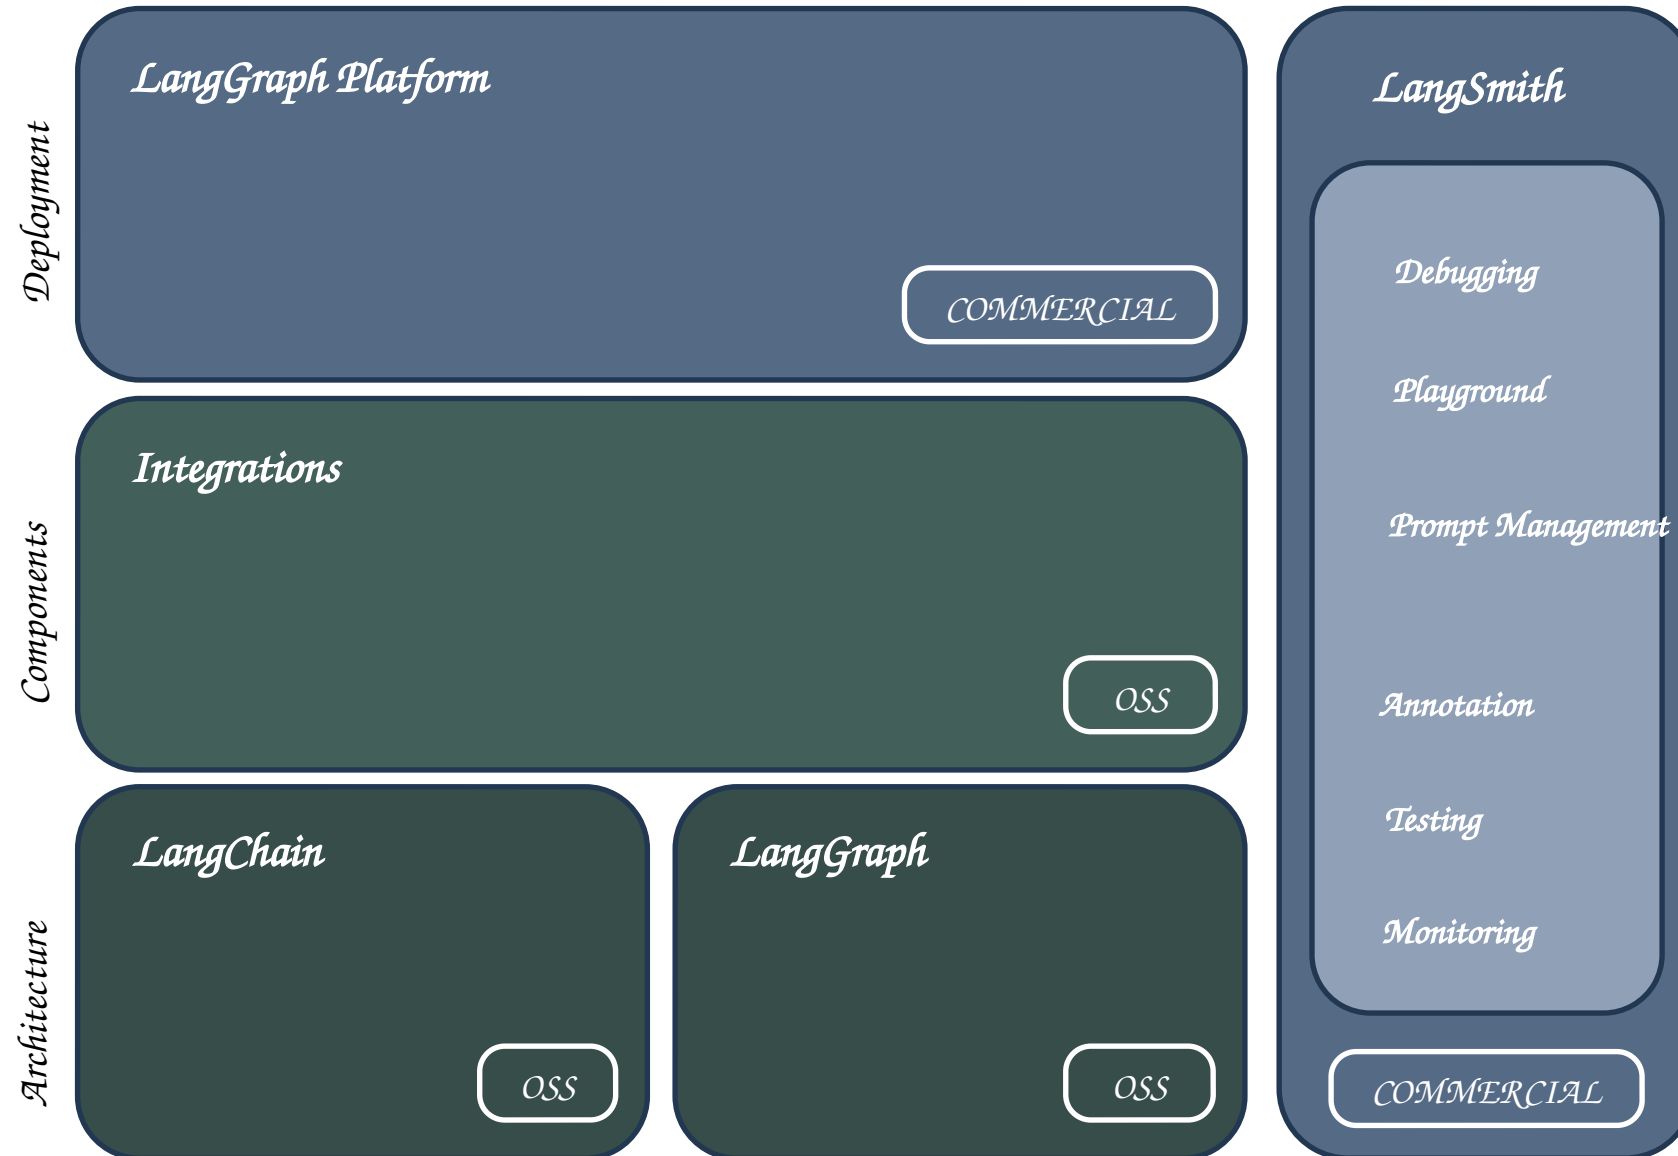 Deployment
LangGraph Platform
COMMERCIAL
Components
Integrations
OSS
Architecture
LangChain
OSS
LangGraph
OSS
LangSmith
Debugging
Playground
Prompt Management
Annotation
Testing
Monitoring
COMMERCIAL